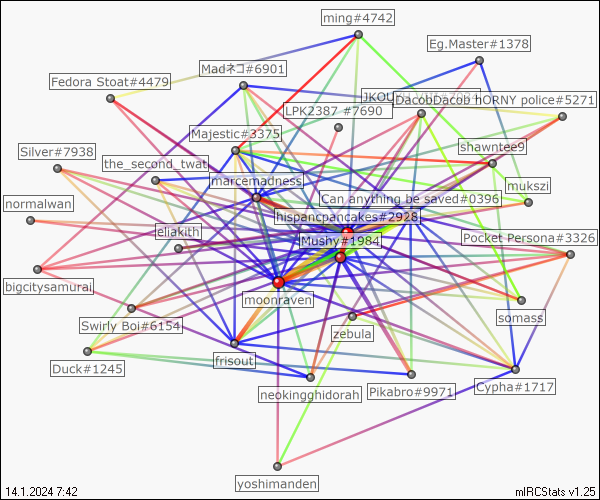 ming#4742
Eg.Master#1378
Madネコ#6901
Fedora Stoat#4479
DacobDacob HORNY police#5271
LPK2387 #7690
Majestic#3375
shawntee9
Silver#7938
the_second_twat
marcemadness
mukszi
Can anything be saved#0396
normalwan
hispancpancakes#2928
eliakith
Mushy#1984
Pocket Persona#3326
bigcitysamurai
moonraven
somass
Swirly Boi#6154
zebula
frisout
Duck#1245
neokingghidorah
Pikabro#9971
Cypha#1717
yoshimanden
14.1.2024 7:42
mIRCStats v1.25